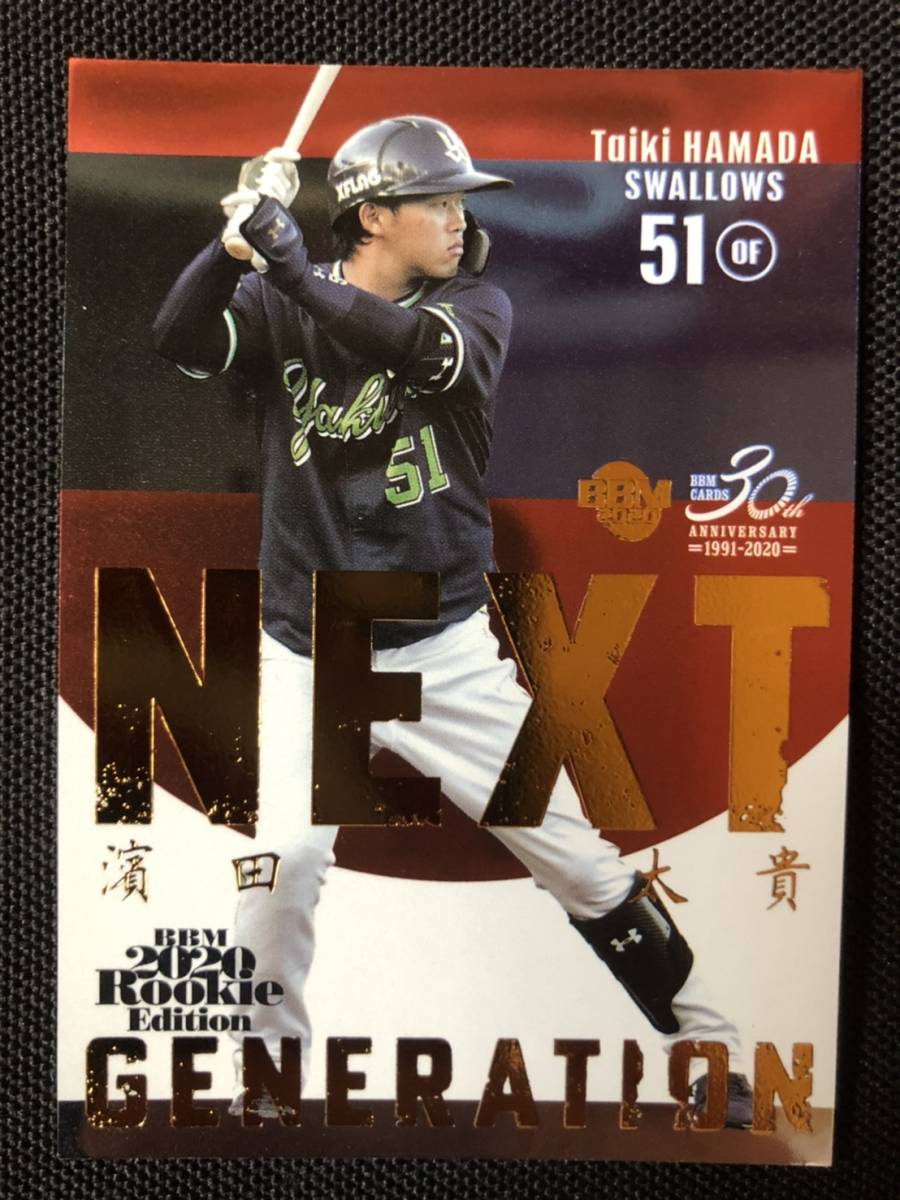 Taiki HAMADA
SWALLOWS
51 OF
XFLAG
51
BBM
2020
BBM
CARDS 30th
ANNIVERSARY
=1991-2020=
NEXT
濱田 太貴
BBM
2020
Rookie
Edition
GENERATION